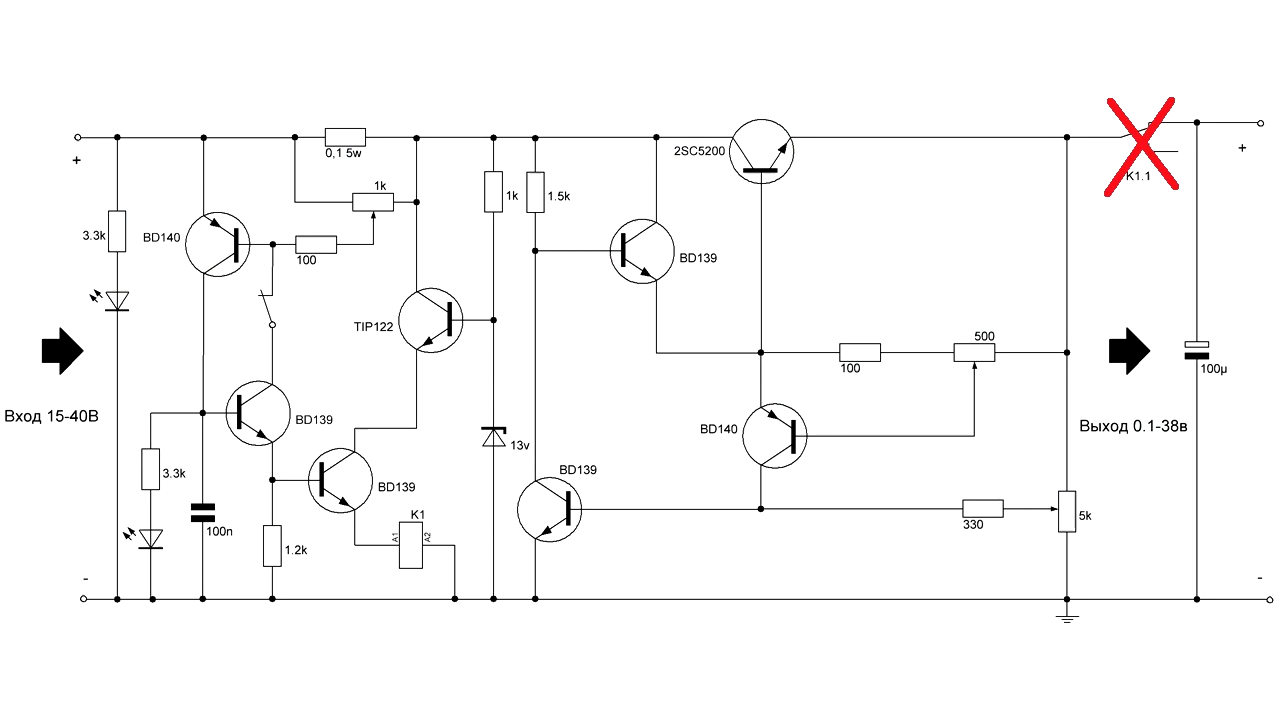 +
0,1 5w
1k
3.3k
BD140
100
TIP122
1k
1.5k
2SC5200
BD139
K1.1
+
Вход 15-40В
BD139
13v
500
100
100µ
BD140
Выход 0.1-38в
3.3k
100n
BD139
K1
A1
A2
1.2k
BD139
330
5k
-
-